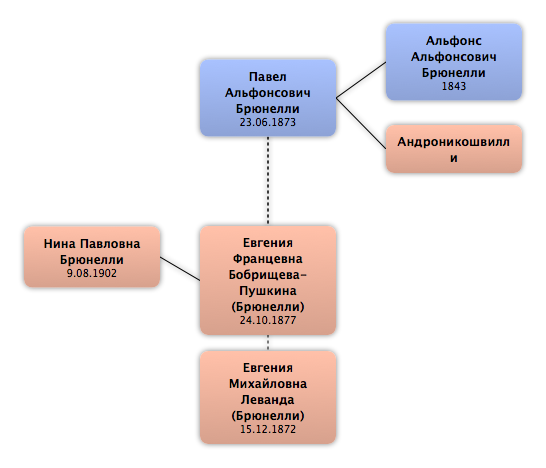 Альфонс
Альфонсович
Брюнелли
1843
Павел
Альфонсович
Брюнелли
23.06.1873
Андроникошвилл
и
Нина Павловна
Брюнелли
9.08.1902
Евгения
Францевна
Бобрищева-
Пушкина
(Брюнелли)
24.10.1877
Евгения
Михайловна
Леванда
(Брюнелли)
15.12.1872